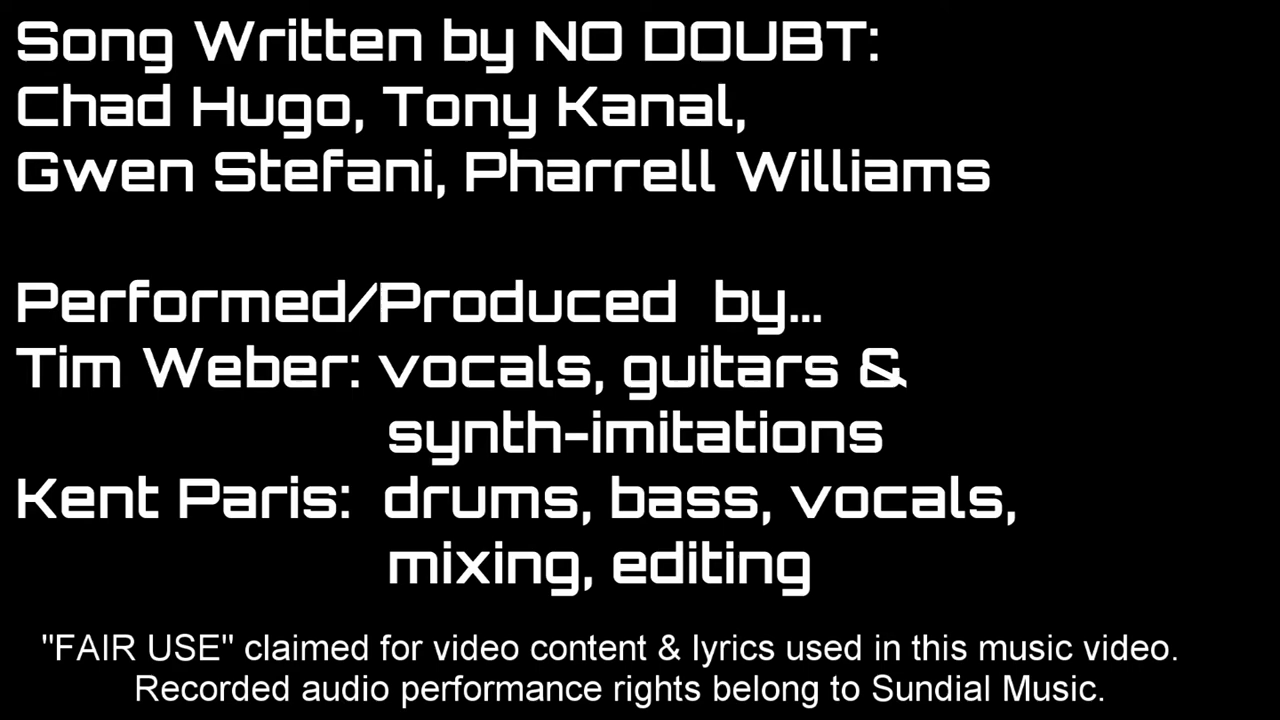 Song Written by NO DOUBT:
Chad Hugo, Tony Kanal,
Gwen Stefani, Pharrell Williams
Performed/Produced by...
Tim Weber: vocals, guitars &
synth-imitations
Kent Paris: drums, bass, vocals,
mixing, editing
"FAIR USE" claimed for video content & lyrics used in this music video.
Recorded audio performance rights belong to Sundial Music.